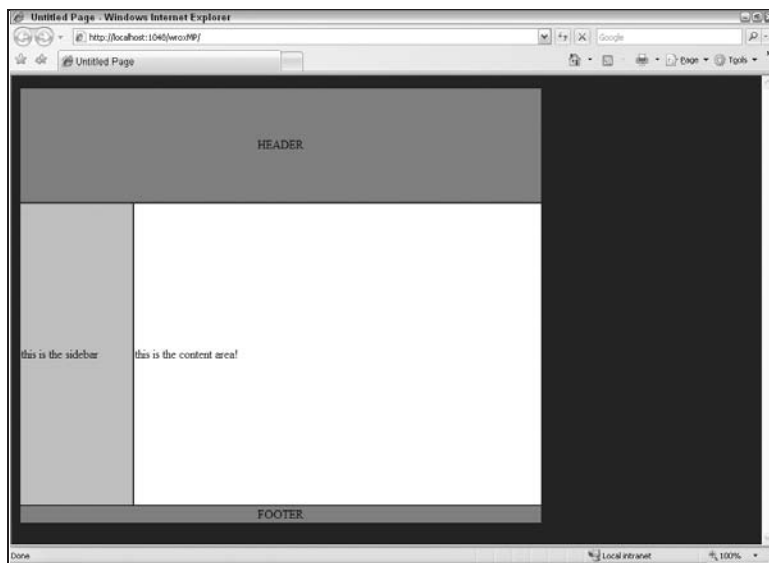 Untitled Page - Windows Internet Explorer
http://localhost:1040/wroxMP/
Google
Untitled Page
Page
Tools
HEADER
this is the sidebar
this is the content area!
FOOTER
Done
Local intranet
100%